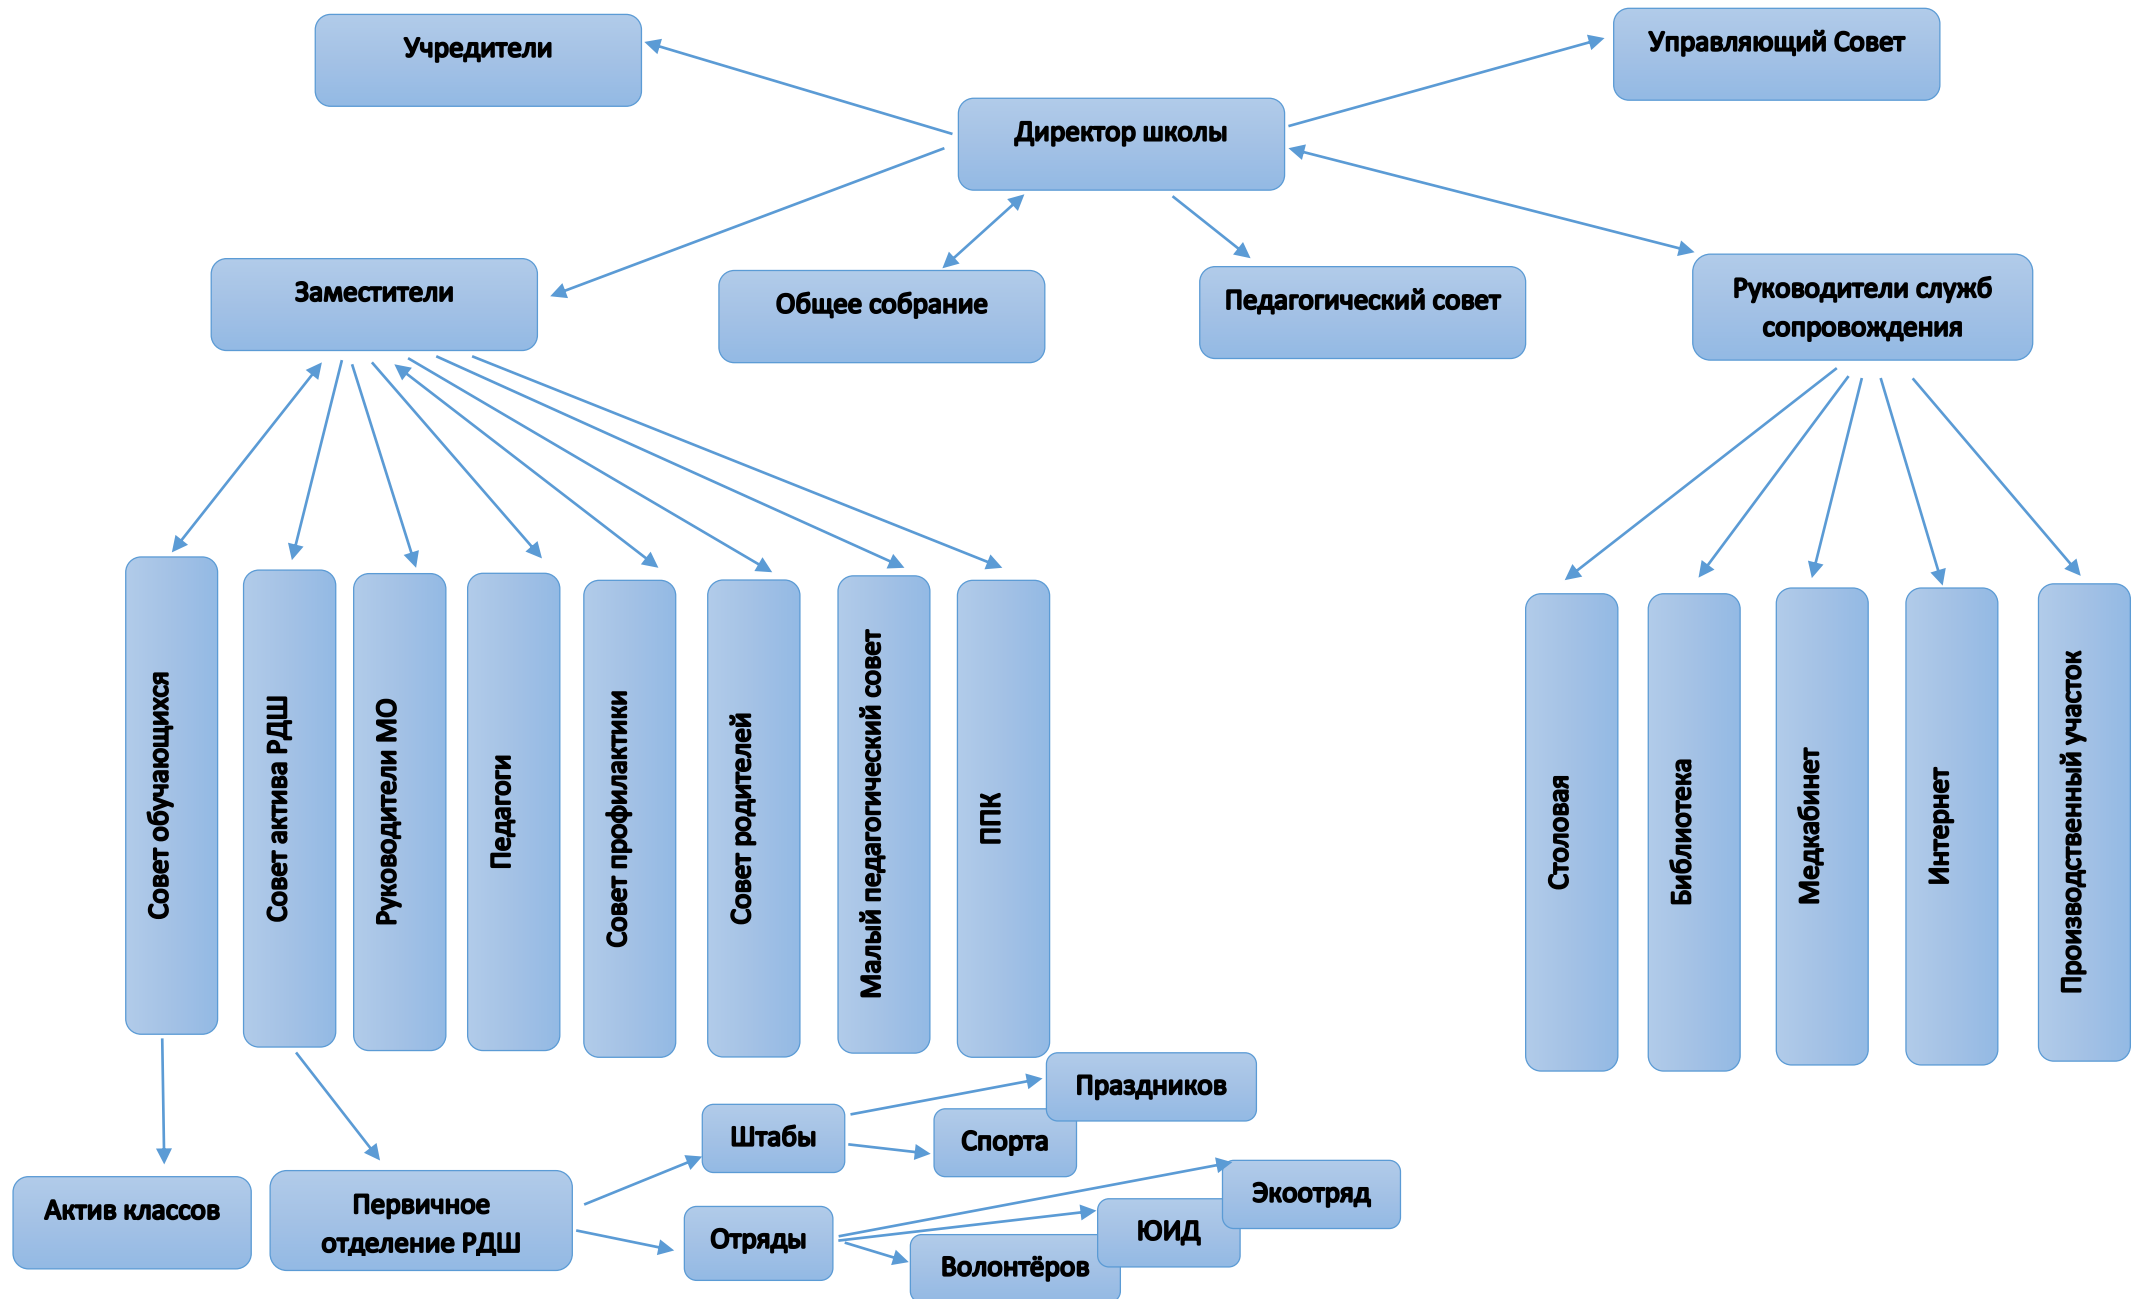 Учредители
Управляющий Совет
Директор школы
Заместители
Общее собрание
Педагогический совет
Руководители служб
сопровождения
Совет обучающихся
Совет актива РДШ
Руководители МО
Педагоги
Совет профилактики
Совет родителей
Малый педагогический совет
ППК
Столовая
Библиотека
Медкабинет
Интернет
Производственный участок
Праздников
Штабы
Спорта
Актив классов
Первичное
отделение РДШ
Экоотряд
Отряды
ЮИД
Волонтёров